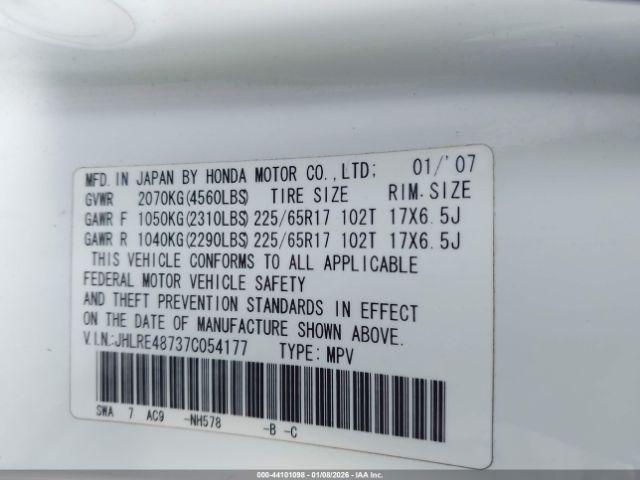 MFD. IN JAPAN BY HONDA MOTOR CO.,LTD; 01/'07
GVWR 2070KG(4560LBS) TIRE SIZE RIM.SIZE
GAWR F 1050KG(2310LBS) 225/65R17 102T 17X6.5J
GAWR R 1040KG(2290LBS) 225/65R17 102T 17X6.5J
THIS VEHICLE CONFORMS TO ALL APPLICABLE
FEDERAL MOTOR VEHICLE SAFETY
AND THEFT PREVENTION STANDARDS IN EFFECT
ON THE DATE OF MANUFACTURE SHOWN ABOVE.
V.I.N:JHLRE48737C054177 TYPE: MPV
SWA 7 AC9 -NH578 -B -C
000-44101098 - 01/08/2026 - IAA Inc.